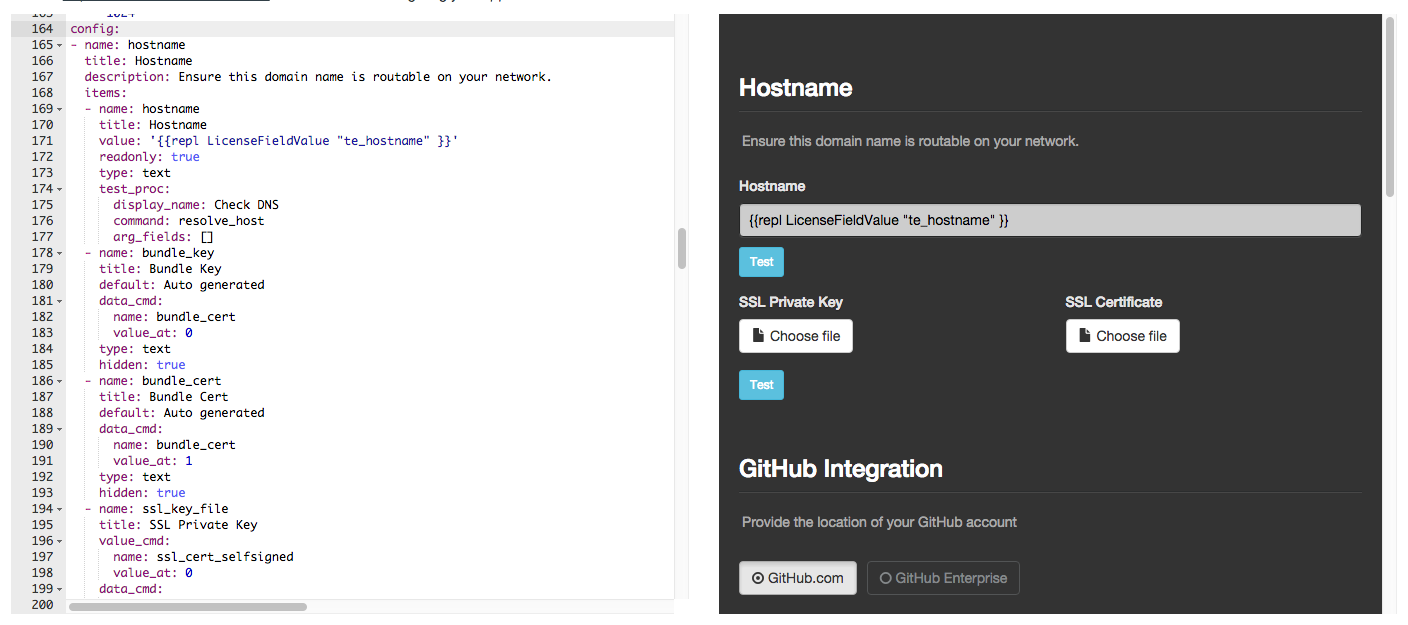 164 config:
165 - name: hostname
166 title: Hostname
167 description: Ensure this domain name is routable on your network.
168 items:
169 - name: hostname
170 title: Hostname
171 value: '{{repl LicenseFieldValue "te_hostname" }}'
172 readonly: true
173 type: text
174 test_proc:
175 display_name: Check DNS
176 command: resolve_host
177 arg_fields: []
178 - name: bundle_key
179 title: Bundle Key
180 default: Auto generated
181 data_cmd:
182 name: bundle_cert
183 value_at: 0
184 type: text
185 hidden: true
186 - name: bundle_cert
187 title: Bundle Cert
188 default: Auto generated
189 data_cmd:
190 name: bundle_cert
191 value_at: 1
192 type: text
193 hidden: true
194 - name: ssl_key_file
195 title: SSL Private Key
196 value_cmd:
197 name: ssl_cert_selfsigned
198 value_at: 0
199 data_cmd:
200
Hostname
Ensure this domain name is routable on your network.
Hostname
{{repl LicenseFieldValue "te_hostname" }}
Test
SSL Private Key SSL Certificate
Choose file Choose file
Test
GitHub Integration
Provide the location of your GitHub account
GitHub.com GitHub Enterprise